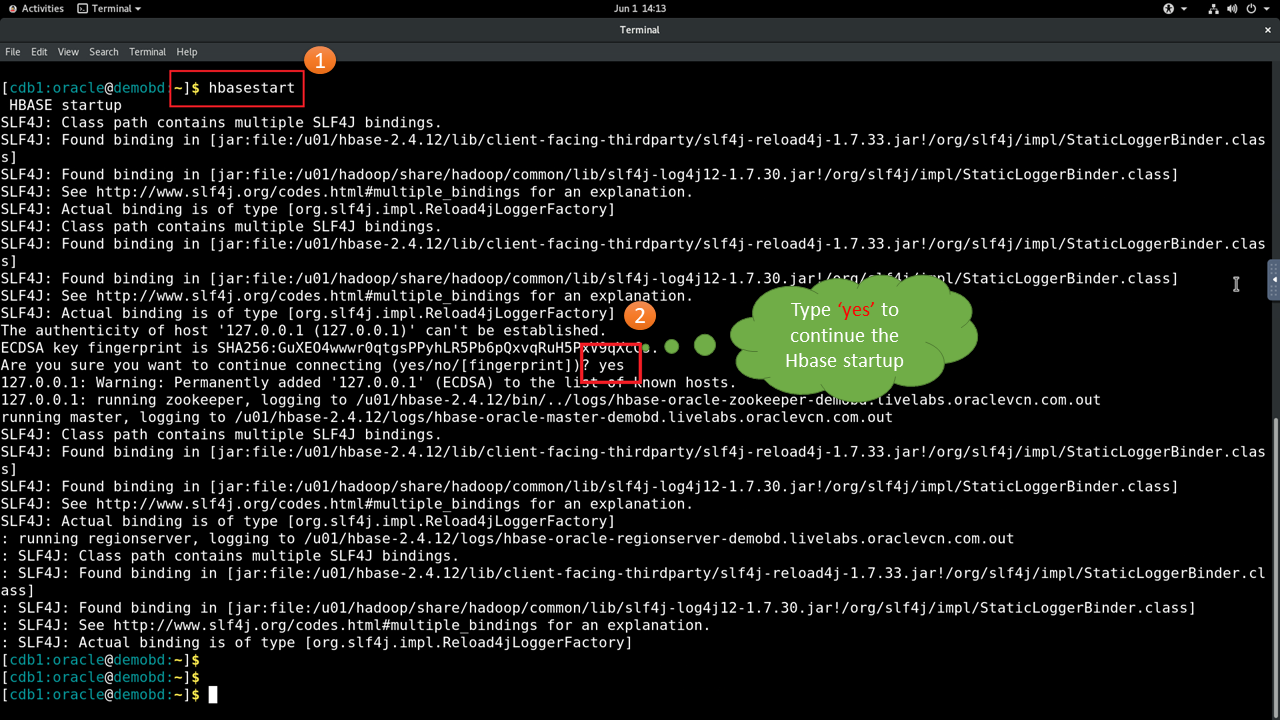 Activities Terminal Jun 1 14:13
Terminal
File Edit View Search Terminal Help
1
[cdb1:oracle@demobd:~]$ hbasestart
 HBASE startup
SLF4J: Class path contains multiple SLF4J bindings.
SLF4J: Found binding in [jar:file:/u01/hbase-2.4.12/lib/client-facing-thirdparty/slf4j-reload4j-1.7.33.jar!/org/slf4j/impl/StaticLoggerBinder.clas
s]
SLF4J: Found binding in [jar:file:/u01/hadoop/share/hadoop/common/lib/slf4j-log4j12-1.7.30.jar!/org/slf4j/impl/StaticLoggerBinder.class]
SLF4J: See http://www.slf4j.org/codes.html#multiple_bindings for an explanation.
SLF4J: Actual binding is of type [org.slf4j.impl.Reload4jLoggerFactory]
SLF4J: Class path contains multiple SLF4J bindings.
SLF4J: Found binding in [jar:file:/u01/hbase-2.4.12/lib/client-facing-thirdparty/slf4j-reload4j-1.7.33.jar!/org/slf4j/impl/StaticLoggerBinder.clas
s]
SLF4J: Found binding in [jar:file:/u01/hadoop/share/hadoop/common/lib/slf4j-log4j12-1.7.30.jar!/org/slf4j/impl/StaticLoggerBinder.class]
SLF4J: See http://www.slf4j.org/codes.html#multiple_bindings for an explanation.
SLF4J: Actual binding is of type [org.slf4j.impl.Reload4jLoggerFactory]
2
Type ‘yes’ to
continue the
Hbase startup
The authenticity of host '127.0.0.1 (127.0.0.1)' can't be established.
ECDSA key fingerprint is
Are you sure you want to continue connecting (yes/no/[fingerprint])? yes
127.0.0.1: Warning: Permanently added '127.0.0.1' (ECDSA) to the list of known hosts.
127.0.0.1: running zookeeper, logging to /u01/hbase-2.4.12/bin/../logs/hbase-oracle-zookeeper-demobd.livelabs.oraclevcn.com.out
running master, logging to /u01/hbase-2.4.12/logs/hbase-oracle-master-demobd.livelabs.oraclevcn.com.out
SLF4J: Class path contains multiple SLF4J bindings.
SLF4J: Found binding in [jar:file:/u01/hbase-2.4.12/lib/client-facing-thirdparty/slf4j-reload4j-1.7.33.jar!/org/slf4j/impl/StaticLoggerBinder.clas
s]
SLF4J: Found binding in [jar:file:/u01/hadoop/share/hadoop/common/lib/slf4j-log4j12-1.7.30.jar!/org/slf4j/impl/StaticLoggerBinder.class]
SLF4J: See http://www.slf4j.org/codes.html#multiple_bindings for an explanation.
SLF4J: Actual binding is of type [org.slf4j.impl.Reload4jLoggerFactory]
: running regionserver, logging to /u01/hbase-2.4.12/logs/hbase-oracle-regionserver-demobd.livelabs.oraclevcn.com.out
: SLF4J: Class path contains multiple SLF4J bindings.
: SLF4J: Found binding in [jar:file:/u01/hbase-2.4.12/lib/client-facing-thirdparty/slf4j-reload4j-1.7.33.jar!/org/slf4j/impl/StaticLoggerBinder.cl
ass]
: SLF4J: Found binding in [jar:file:/u01/hadoop/share/hadoop/common/lib/slf4j-log4j12-1.7.30.jar!/org/slf4j/impl/StaticLoggerBinder.class]
: SLF4J: See http://www.slf4j.org/codes.html#multiple_bindings for an explanation.
: SLF4J: Actual binding is of type [org.slf4j.impl.Reload4jLoggerFactory]
[cdb1:oracle@demobd:~]$
[cdb1:oracle@demobd:~]$
[cdb1:oracle@demobd:~]$